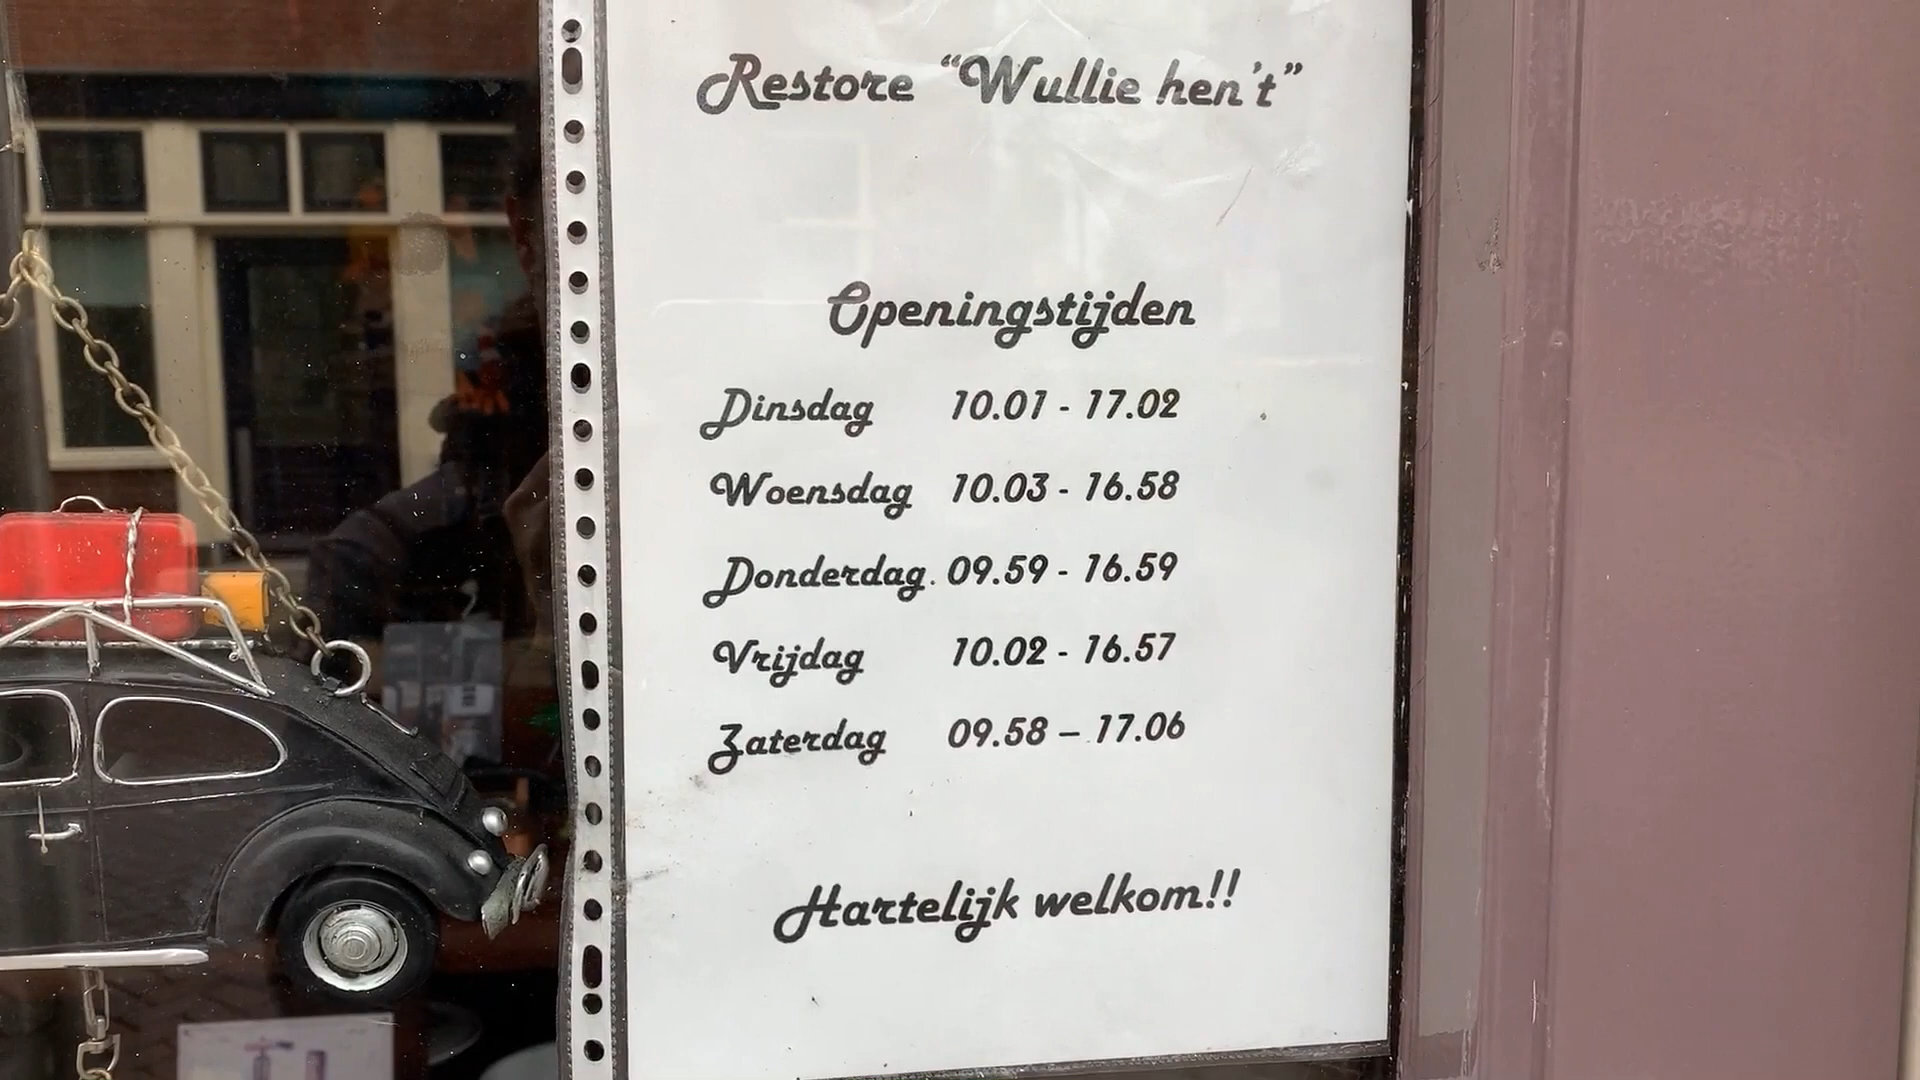 Restore “Wullie hen't”
Openingstijden
Dinsdag 10.01 - 17.02
Woensdag 10.03 - 16.58
Donderdag. 09.59 - 16.59
Vrijdag 10.02 - 16.57
Zaterdag 09.58 – 17.06
Hartelijk welkom!!